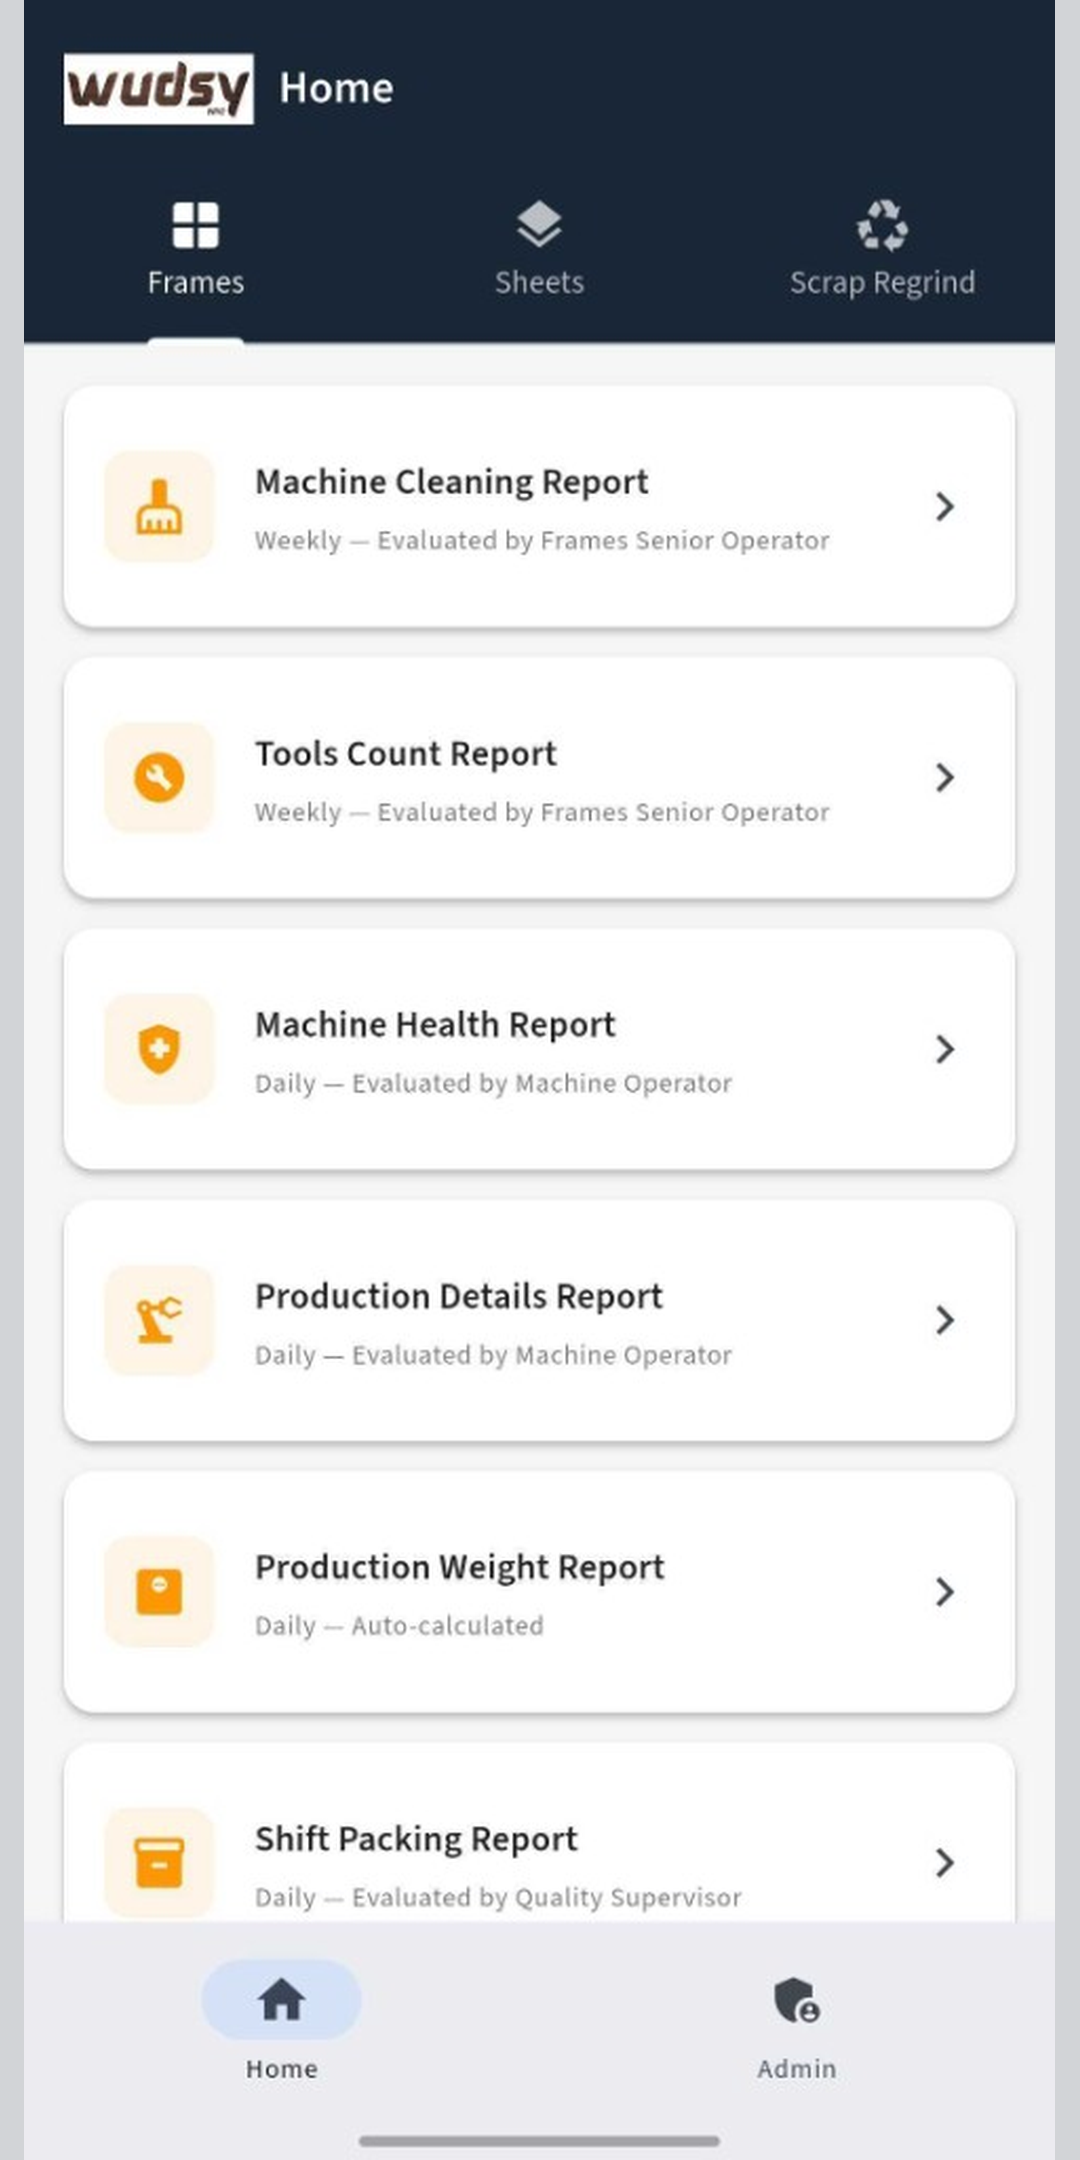 wudsy
Home
Frames
Sheets
Scrap Regrind
Machine Cleaning Report
Weekly — Evaluated by Frames Senior Operator
Tools Count Report
Weekly — Evaluated by Frames Senior Operator
Machine Health Report
Daily — Evaluated by Machine Operator
Production Details Report
Daily — Evaluated by Machine Operator
Production Weight Report
Daily — Auto-calculated
Shift Packing Report
Daily — Evaluated by Quality Supervisor
Home
Admin